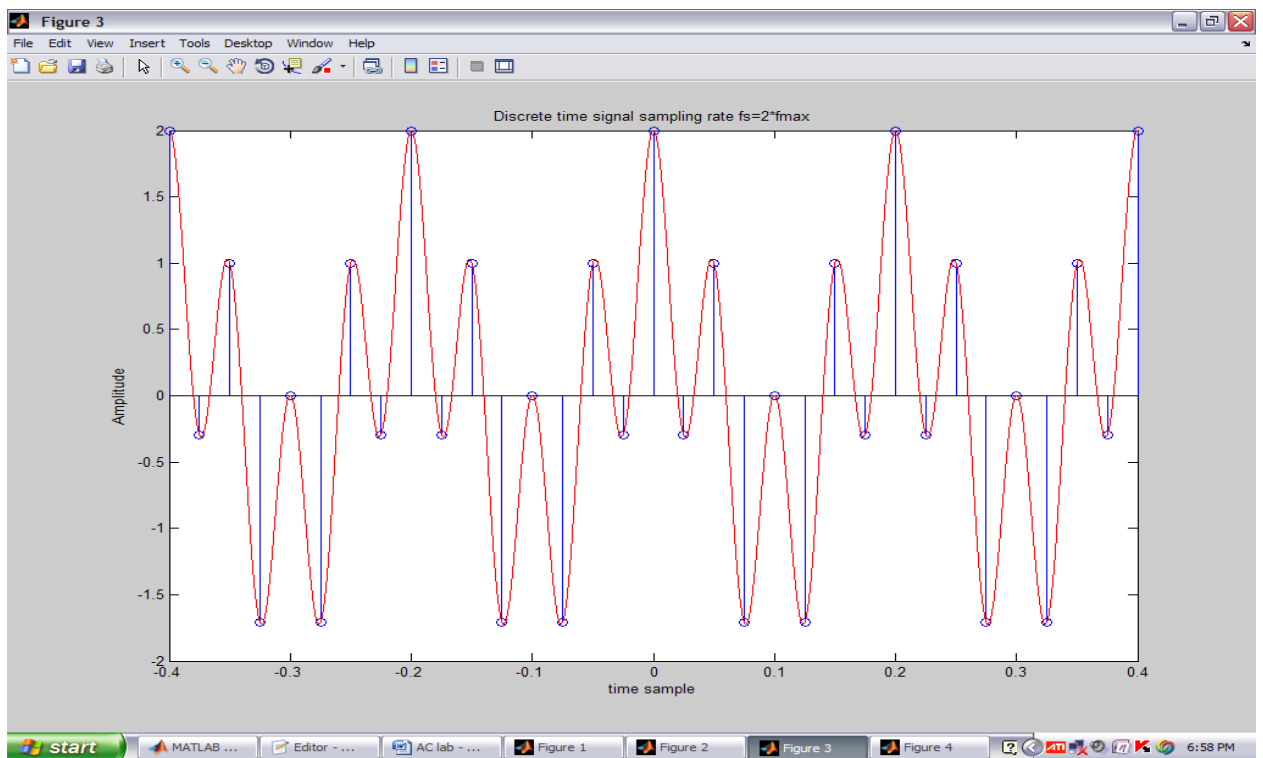 Figure 3
File Edit View Insert Tools Desktop Window Help
Discrete time signal sampling rate fs=2*fmax
2
1.5
1
0.5
0
-0.5
-1
-1.5
-2
Amplitude
-0.4 -0.3 -0.2 -0.1 0 0.1 0.2 0.3 0.4
time sample
start MATLAB ... Editor - ... AC lab - ... Figure 1 Figure 2 Figure 3 Figure 4 ATI 6:58 PM